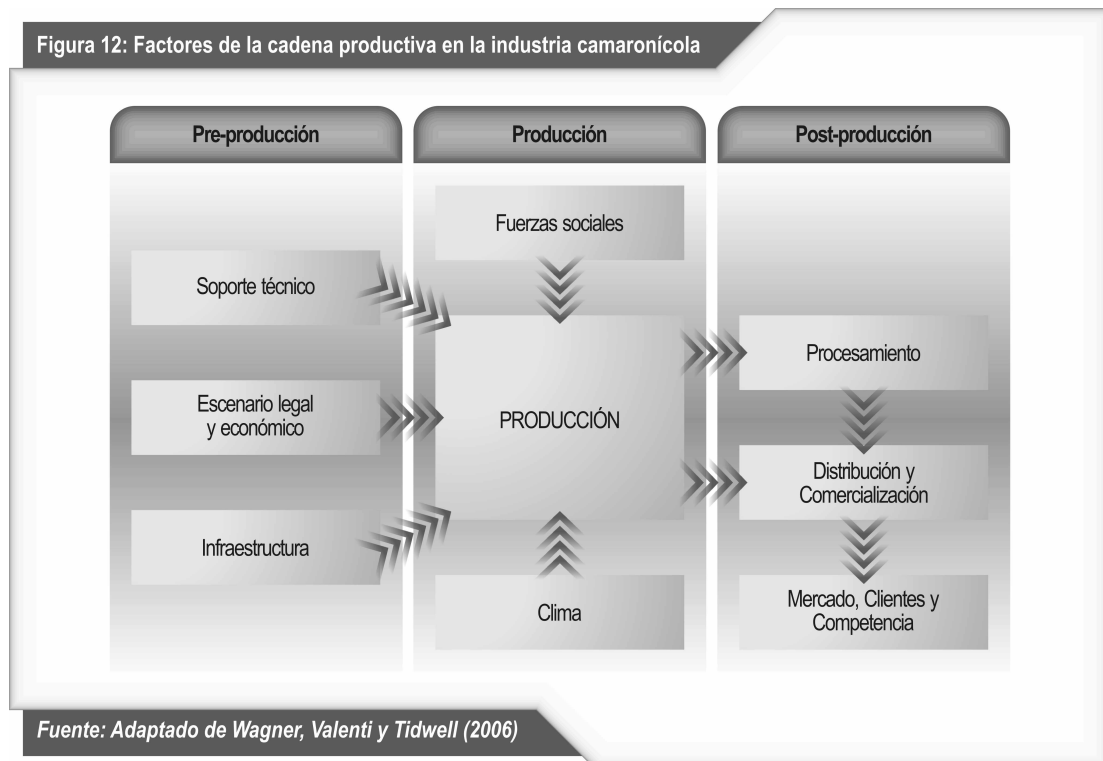 Figura 12: Factores de la cadena productiva en la industria camaronícola
Pre-producción
Producción
Post-producción
Fuerzas sociales
Soporte técnico
Escenario legal
y económico
Infraestructura
PRODUCCIÓN
Clima
Procesamiento
Distribución y
Comercialización
Mercado, Clientes y
Competencia
Fuente: Adaptado de Wagner, Valenti y Tidwell (2006)